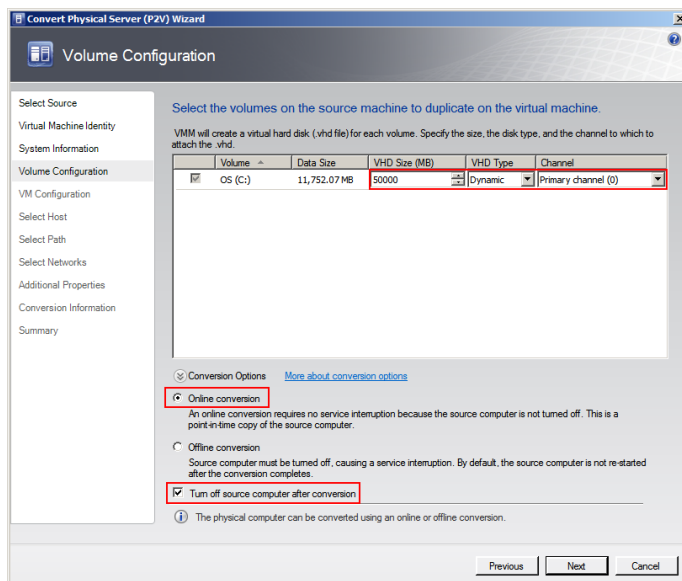 Convert Physical Server (P2V) Wizard
Volume Configuration
Select Source
Virtual Machine Identity
System Information
Volume Configuration
VM Configuration
Select Host
Select Path
Select Networks
Additional Properties
Conversion Information
Summary
Select the volumes on the source machine to duplicate on the virtual machine.
VMM will create a virtual hard disk (.vhd file) for each volume. Specify the size, the disk type, and the channel to which to
attach the .vhd.
Volume Data Size VHD Size (MB) VHD Type Channel
OS (C:) 11,752.07 MB 50000 Dynamic Primary channel (0)
Conversion Options More about conversion options
Online conversion
An online conversion requires no service interruption because the source computer is not turned off. This is a
point-in-time copy of the source computer.
Offline conversion
Source computer must be turned off, causing a service interruption. By default, the source computer is not re-started
after the conversion completes.
Turn off source computer after conversion
The physical computer can be converted using an online or offline conversion.
Previous Next Cancel